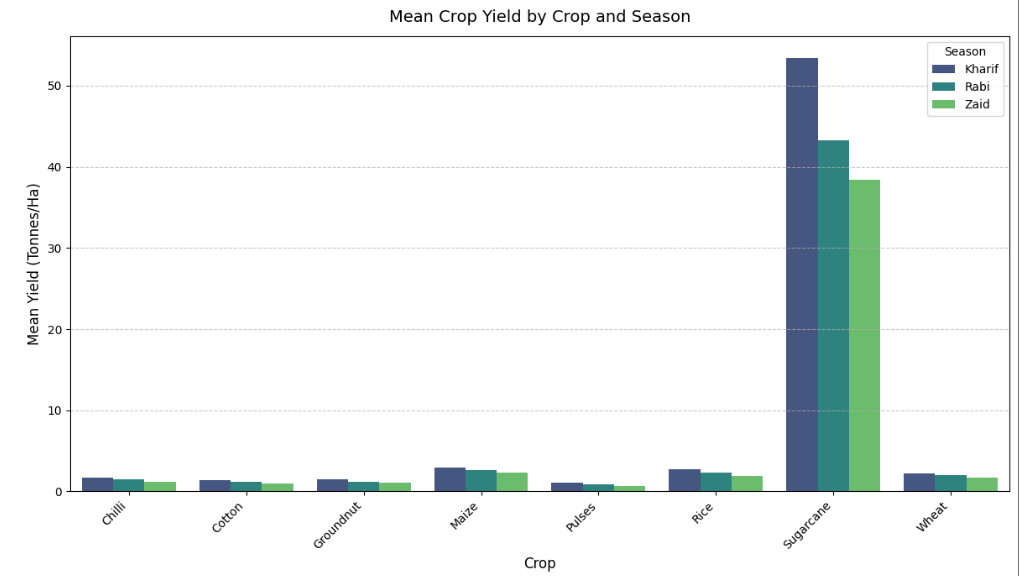 Mean Crop Yield by Crop and Season
Season
Kharif
Rabi
Zaid
Mean Yield (Tonnes/Ha)
50
40
30
20
10
0
Chilli
Cotton
Groundnut
Maize
Pulses
Rice
Sugarcane
Wheat
Crop